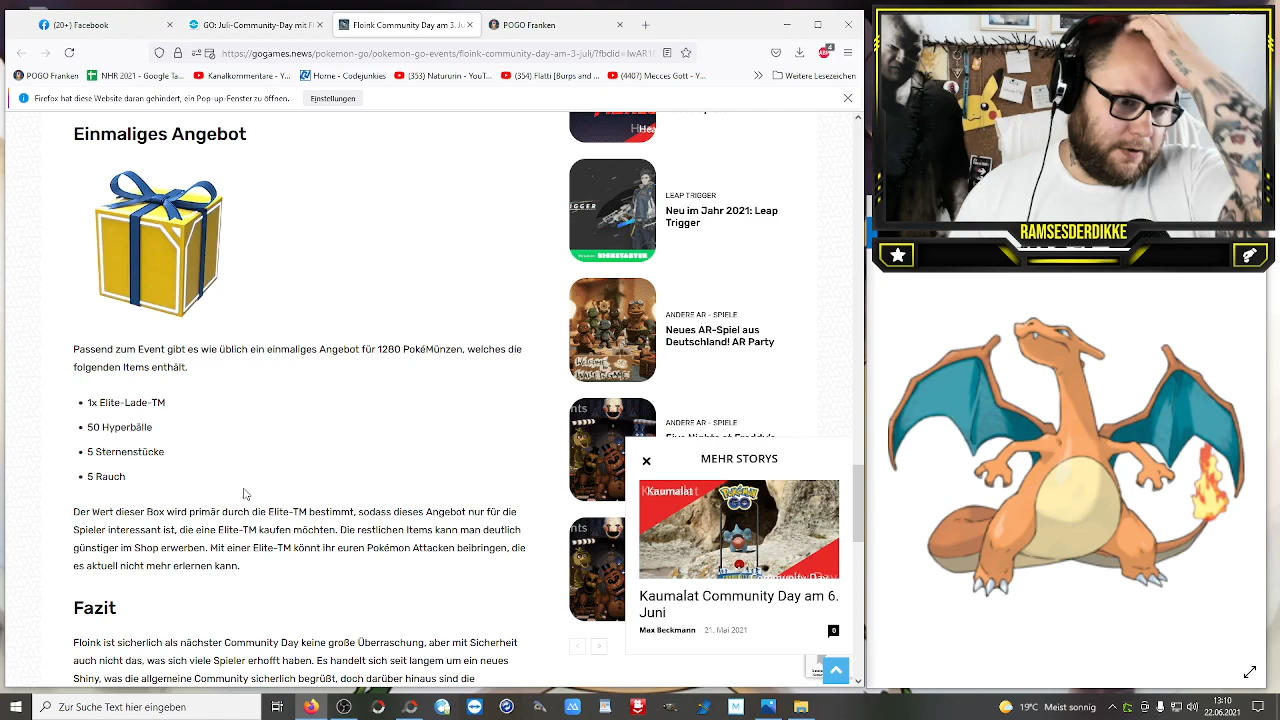 (20+) Facebook
GO: Juli-Community-Day mit Fl
Floink Community Day am 3. Ju
POGO Franken
pokemon-go-events/floink-community-day-am-3-juli/?fbclid=IwAR1
4
POGO Franken
NHR 2021 - Google Ta...
Kanalkommentare - Y...
Home - Codejunkies
(353) Natururin - YouT...
(354) Flatti [Burps and ...
(4407) Mecces Gott - Y...
Weitere Lesezeichen
Firefox hat diese Website daran gehindert, ein Pop-up-Fenster zu öffnen.
Einstellungen
Einmaliges Angebot
Passend zum Event gibt es wie üblich ein einmaliges Angebot für 1280 PokéMünzen, welches die
folgenden Items enthält.
1x Elite-Lade-TM
50 Hyperbälle
5 Sternenstücke
5 Rauch
Der Wert dieser Box wird primär durch die Elite-TM bestimmt, sodass dieses Angebot nur für die
Spieler interessant ist, die eine Elite-TM kaufen möchten. Die restlichen Items kann man deutlich
günstiger im Shop erwerben. Mit einer Elite-TM könnt ihr euren Pokémon Attacken beibringen, die
es aktuell nicht mehr erlernen kann.
Fazit
Floink ist sicherlich als nächster Community Day keine große Überraschung, aber mit Sicherheit
auch nicht das, was sich viele Spieler erhofft haben. Es handelt sich seit langem um ein neues
Shiny, was die allgemeine Community sicherlich begrüßt, doch darüber hinaus sind die
LEAP TRIGGER
Neu im Jahr 2021: Leap
Trigger
KICKSTARTER
ANDERE AR - SPIELE
Neues AR-Spiel aus
Deutschland! AR Party
ANDERE AR - SPIELE
MEHR STORYS
Kaumalat
POKÉMON
GO
Community Day
Kaumalat Community Day am 6.
Juni
Max Beckmann 21. Mai 2021
0
RAMSESDERDIKKE
Zur Suche Text hier eingeben
19°C Meist sonnig
13:10
22.06.2021